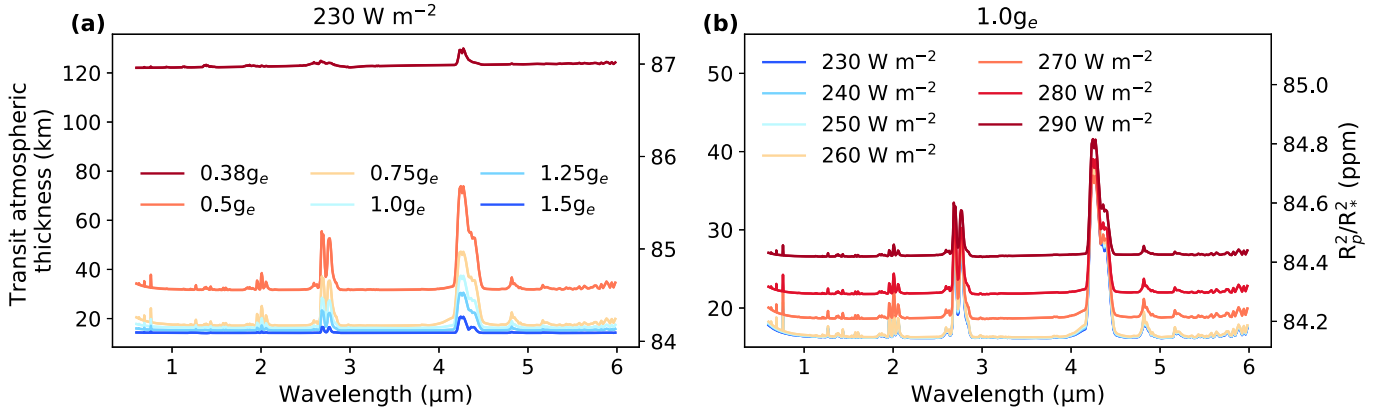 (a) 230 W m⁻²
Transit atmospheric
thickness (km)
120
100
80
60
40
20
87
86
85
84
0.38gₑ 0.75gₑ 1.25gₑ
0.5gₑ 1.0gₑ 1.5gₑ
1 2 3 4 5 6
Wavelength (μm)
(b) 1.0gₑ
50
40
30
20
230 W m⁻² 270 W m⁻²
240 W m⁻² 280 W m⁻²
250 W m⁻² 290 W m⁻²
260 W m⁻²
85.0
84.8
84.6
84.4
84.2
R²ₚ/R²* (ppm)
1 2 3 4 5 6
Wavelength (μm)